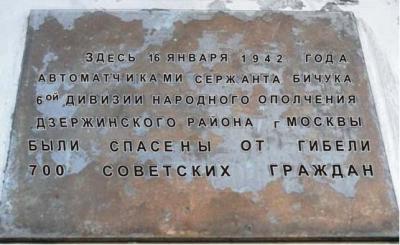 ЗДЕСЬ 16 ЯНВАРЯ 1942 ГОДА
АВТОМАТЧИКАМИ СЕРЖАНТА БИЧУКА
6ОЙ ДИВИЗИИ НАРОДНОГО ОПОЛЧЕНИЯ
ДЗЕРЖИНСКОГО РАЙОНА г МОСКВЫ
БЫЛИ СПАСЕНЫ ОТ ГИБЕЛИ
700 СОВЕТСКИХ ГРАЖДАН